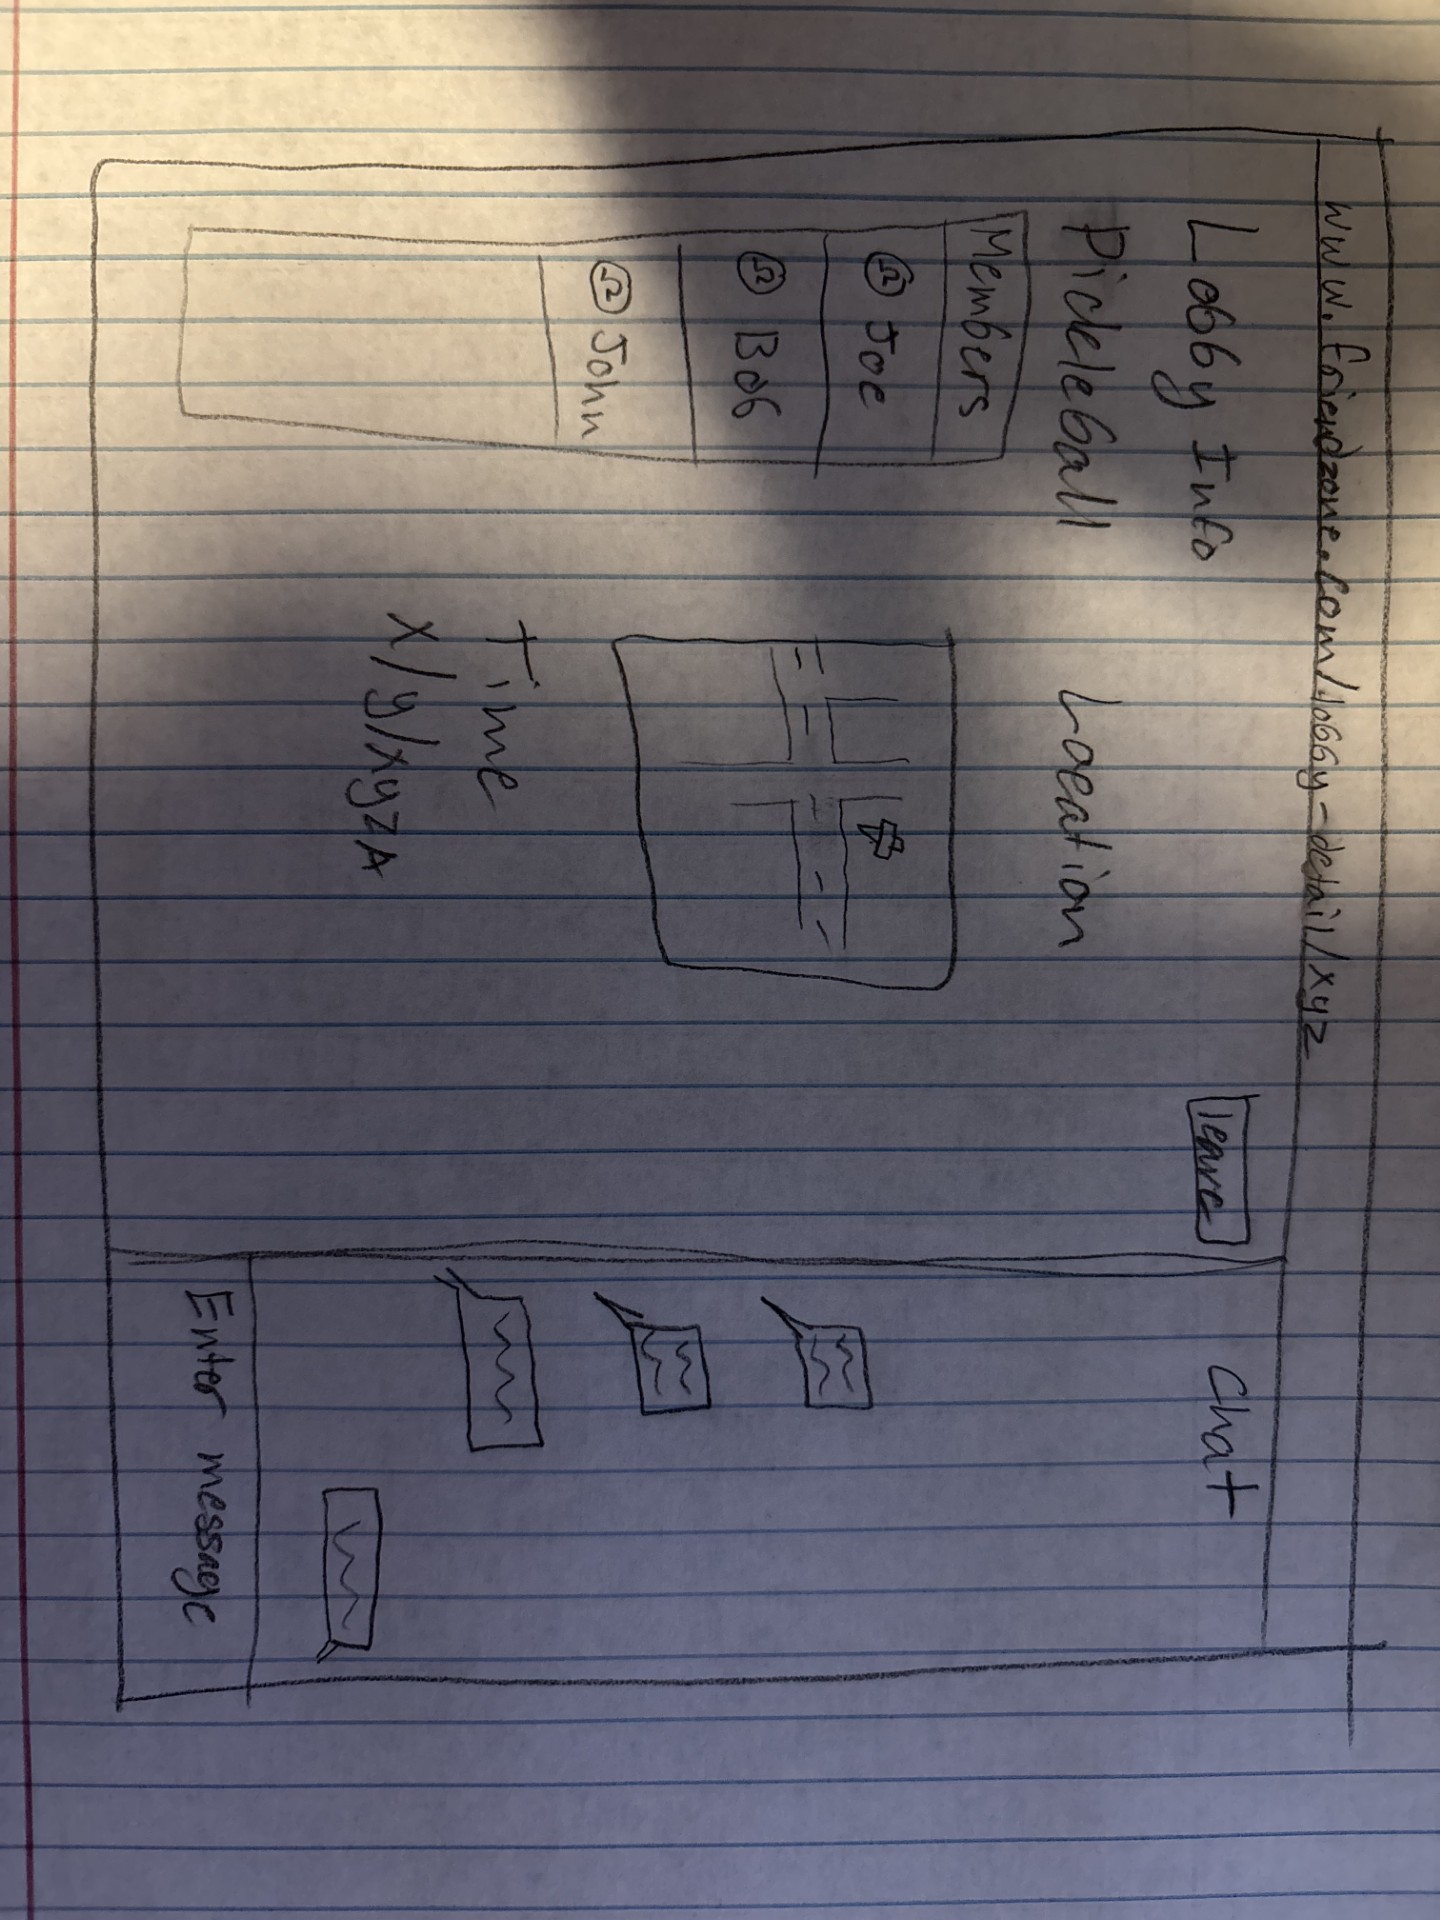 www.friendzone.com/lobby-detail/xyz
Lobby Info
leave
Chat
Pickleball
Location
Members
Joe
Bob
John
Time
x/y/xyzA
Enter message